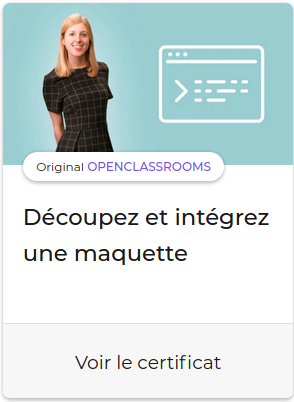 Original OPENCLASSROOMS
Découpez et intégrez
une maquette
Voir le certificat